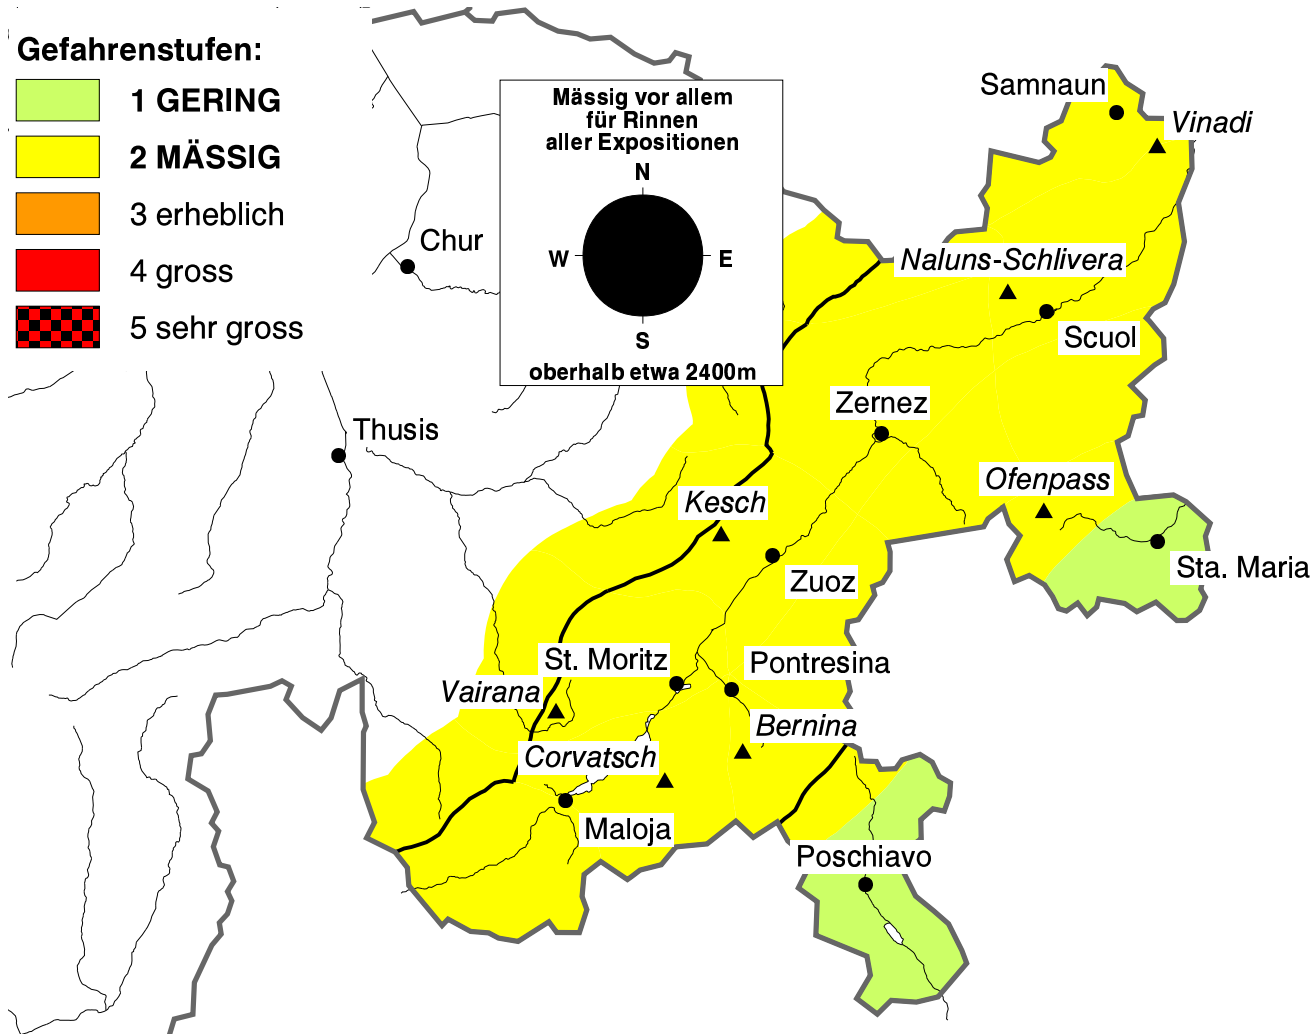 Gefahrenstufen:
1 GERING
2 MÄSSIG
3 erheblich
4 gross
5 sehr gross
Mässig vor allem
für Rinnen
aller Expositionen
N
W
E
S
oberhalb etwa 2400m
Samnaun
Vinadi
Chur
Naluns-Schlivera
Scuol
Zernez
Thusis
Ofenpass
Kesch
Sta. Maria
Zuoz
St. Moritz
Pontresina
Vairana
Bernina
Corvatsch
Maloja
Poschiavo